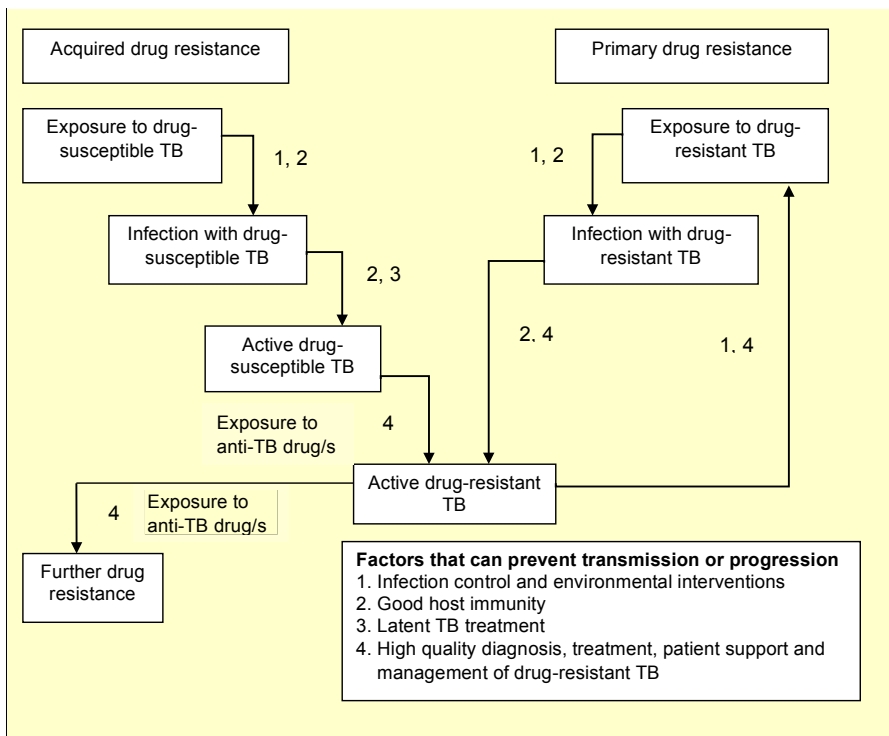 Acquired drug resistance
Primary drug resistance
Exposure to drug-
susceptible TB
Exposure to drug-
resistant TB
1, 2
1, 2
Infection with drug-
susceptible TB
Infection with drug-
resistant TB
2, 3
2, 4
1, 4
Active drug-
susceptible TB
Exposure to
anti-TB drug/s
4
Active drug-resistant
TB
4
Exposure to
anti-TB drug/s
Further drug
resistance
Factors that can prevent transmission or progression
1. Infection control and environmental interventions
2. Good host immunity
3. Latent TB treatment
4. High quality diagnosis, treatment, patient support and
management of drug-resistant TB